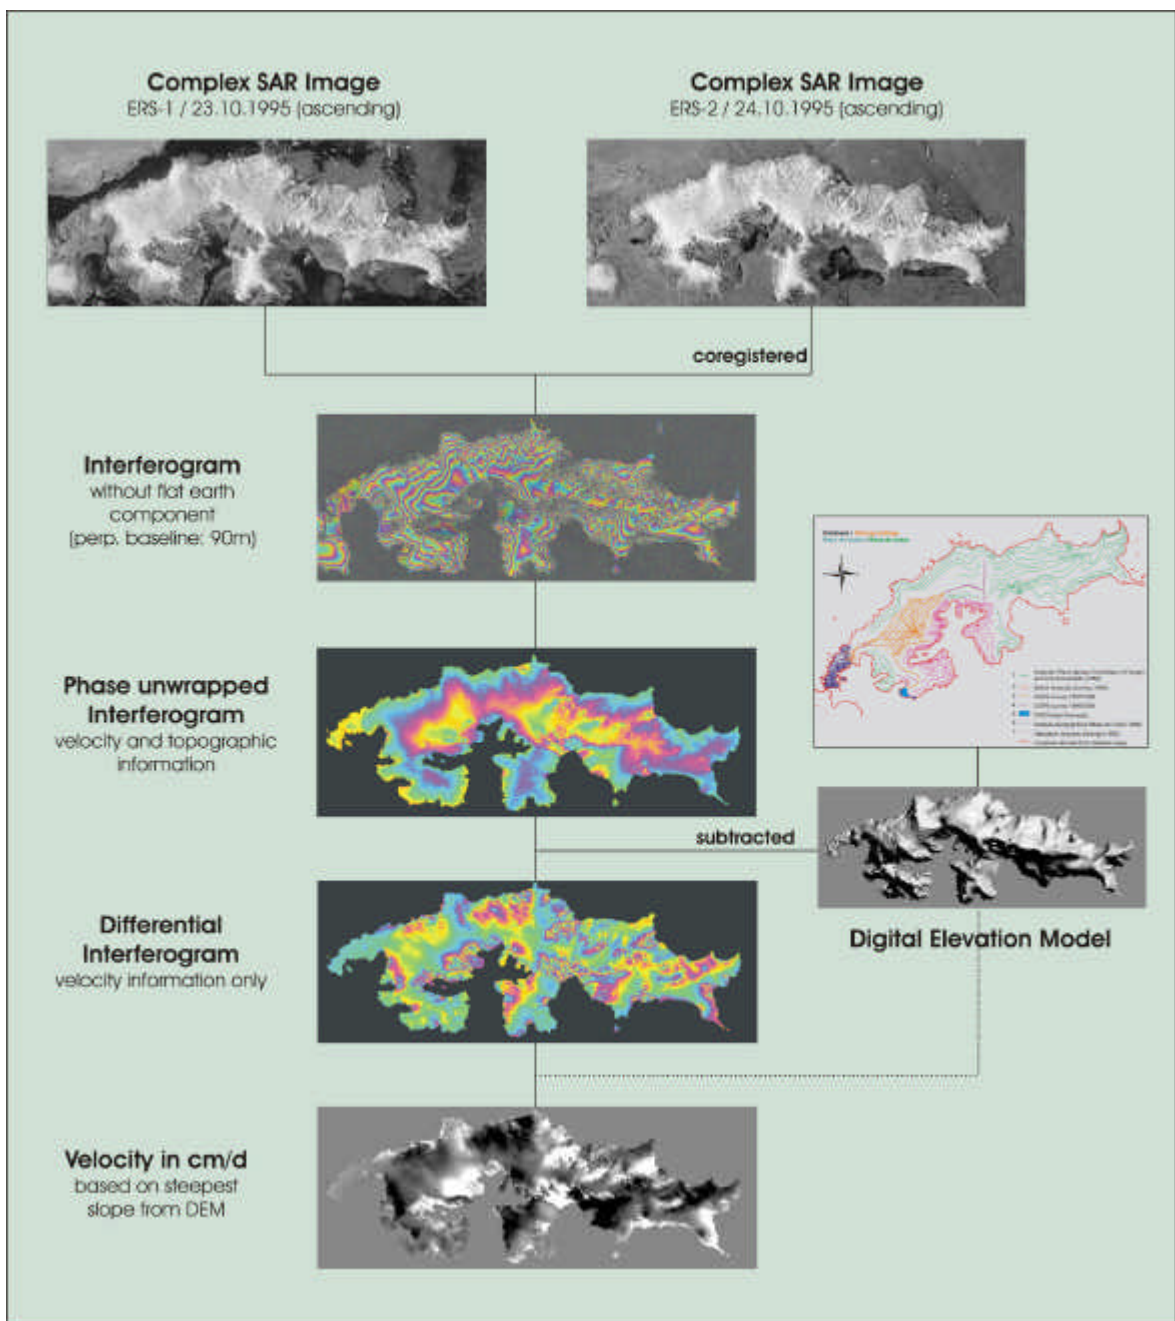 Complex SAR Image
ERS-1 / 23.10.1995 (ascending)
Complex SAR Image
ERS-2 / 24.10.1995 (ascending)
coregistered
Interferogram
without flat earth
component
(perp. baseline: 90m)
Phase unwrapped
Interferogram
velocity and topographic
information
subtracted
Digital Elevation Model
Differential
Interferogram
velocity information only
Velocity in cm/d
based on steepest
slope from DEM